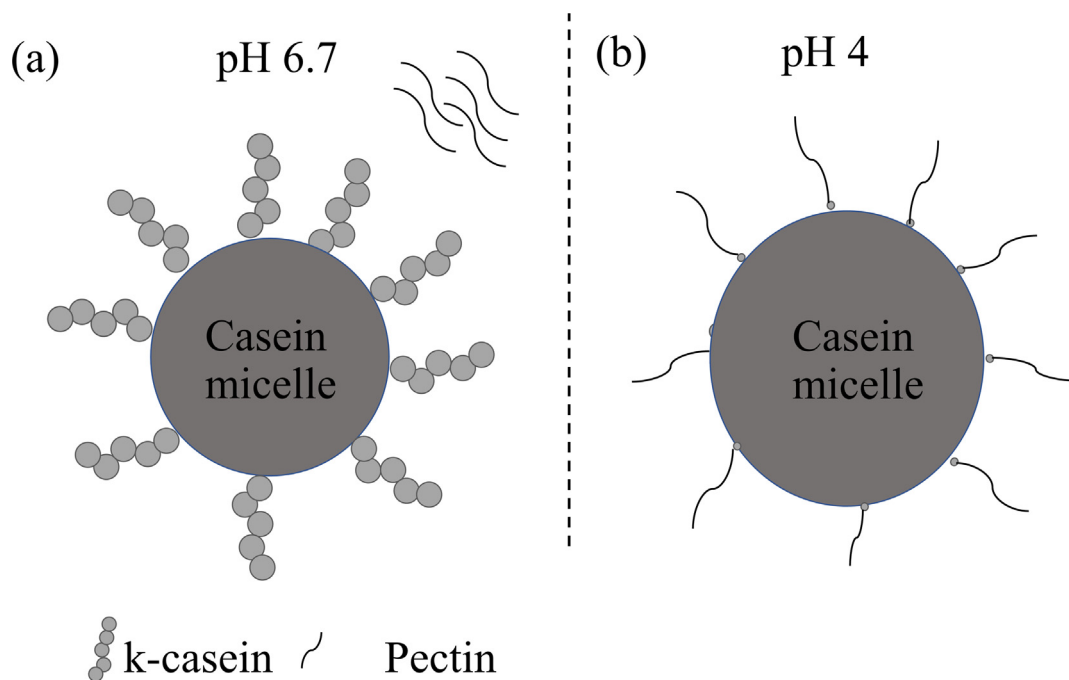 (a) pH 6.7
(b) pH 4
Casein
micelle
Casein
micelle
k-casein
Pectin